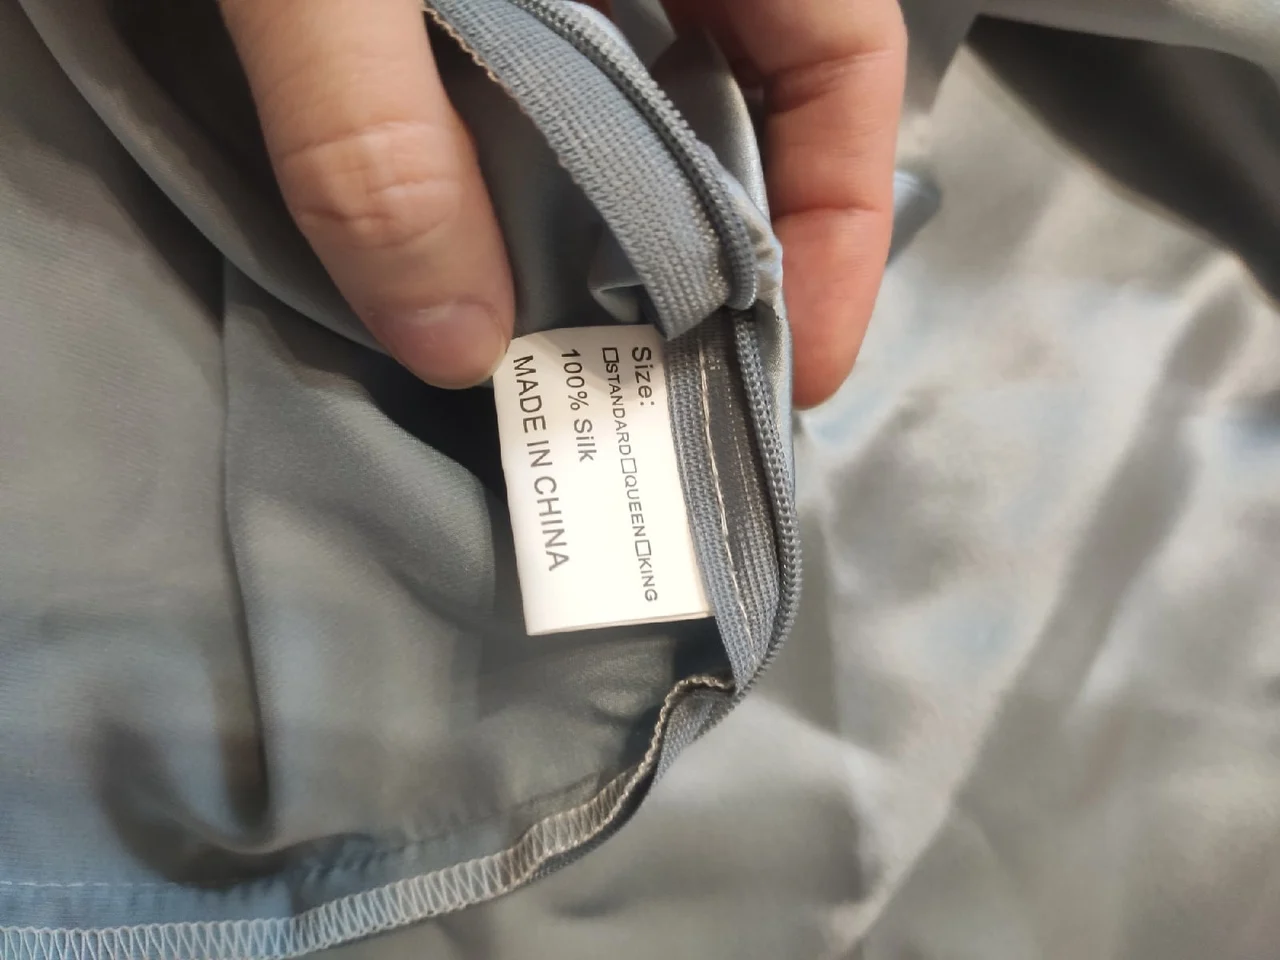 Size:
☐STANDARD☐QUEEN☐KING
100% Silk
MADE IN CHINA